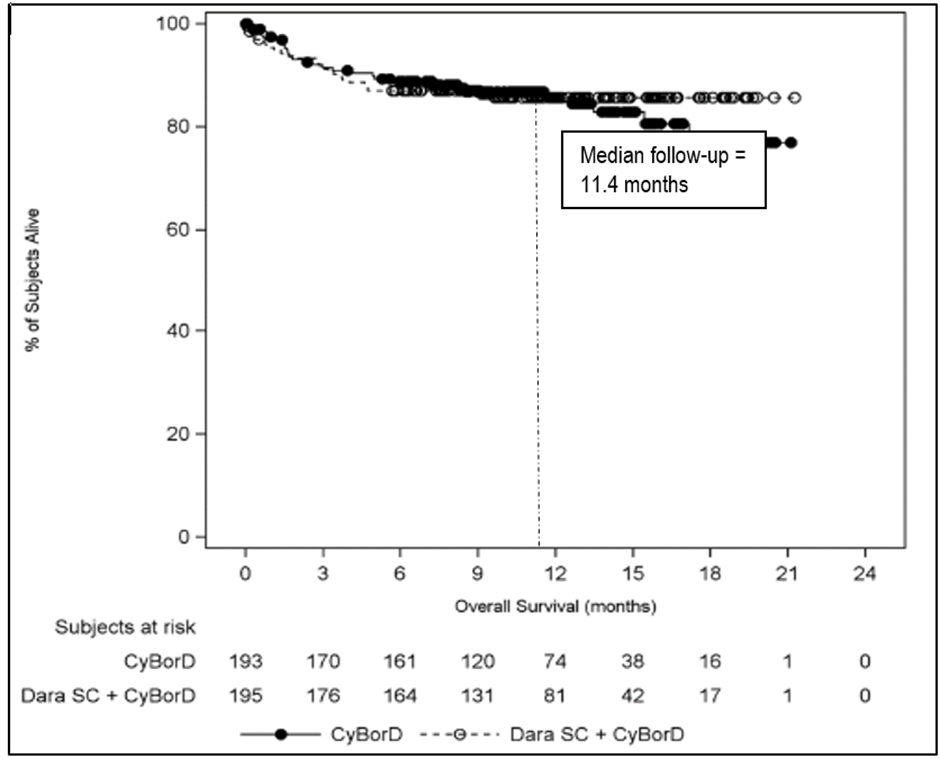 100
80
60
40
20
0
% of Subjects Alive
Median follow-up =
11.4 months
0 3 6 9 12 15 18 21 24
Overall Survival (months)
Subjects at risk
CyBorD 193 170 161 120 74 38 16 1 0
Dara SC + CyBorD 195 176 164 131 81 42 17 1 0
CyBorD Dara SC + CyBorD